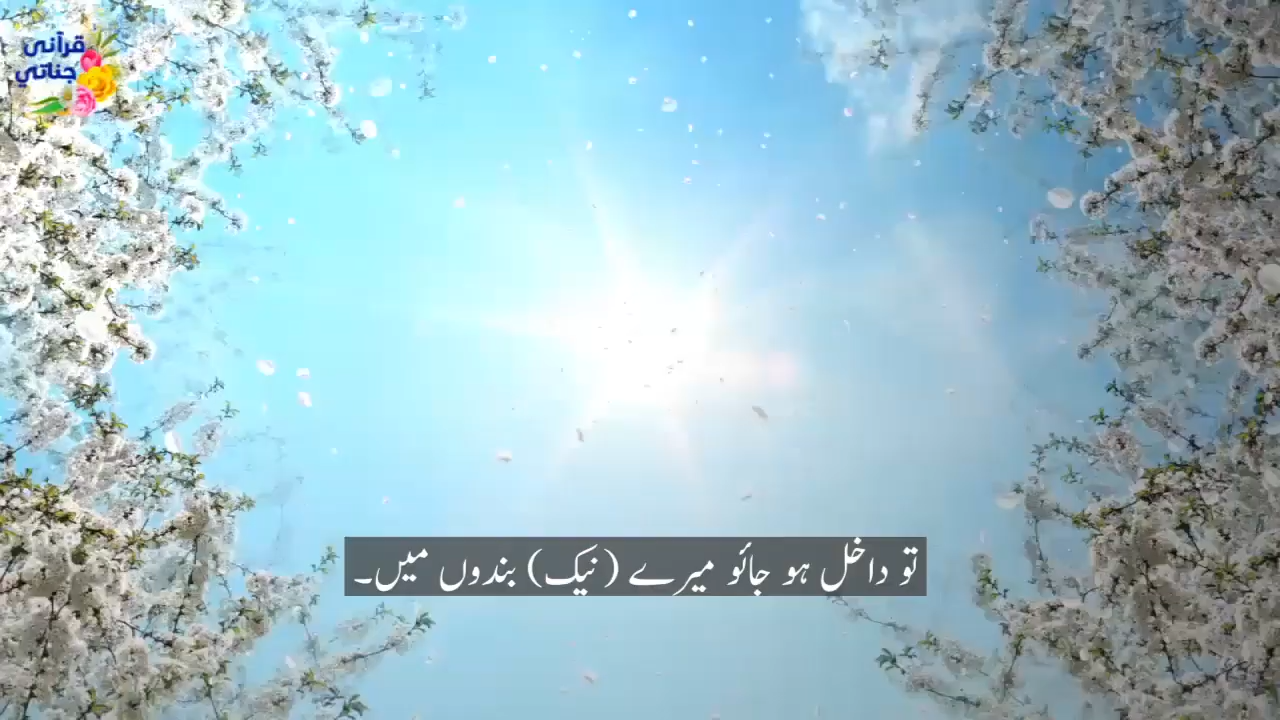 قرآنی
جناتي
تو داخل ہو جائو میرے (نیک) بندوں میں۔